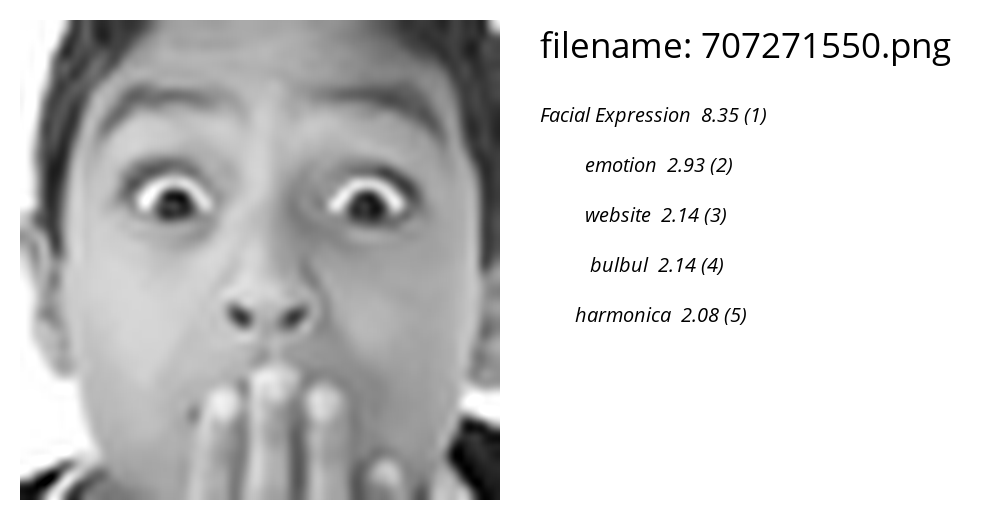 filename: 707271550.png
Facial Expression 8.35 (1)
emotion 2.93 (2)
website 2.14 (3)
bulbul 2.14 (4)
harmonica 2.08 (5)